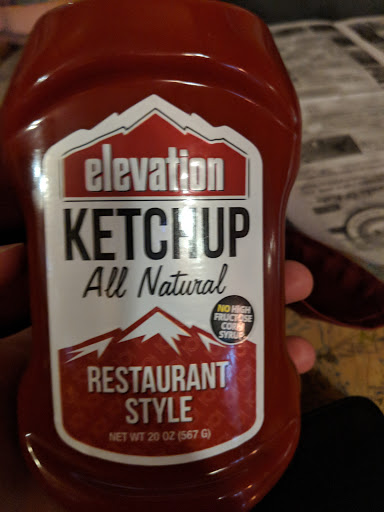 elevation
KETCHUP
All Natural
NO HIGH
FRUCTOSE
CORN
SYRUP
RESTAURANT
STYLE
NET WT 20 OZ (567 G)